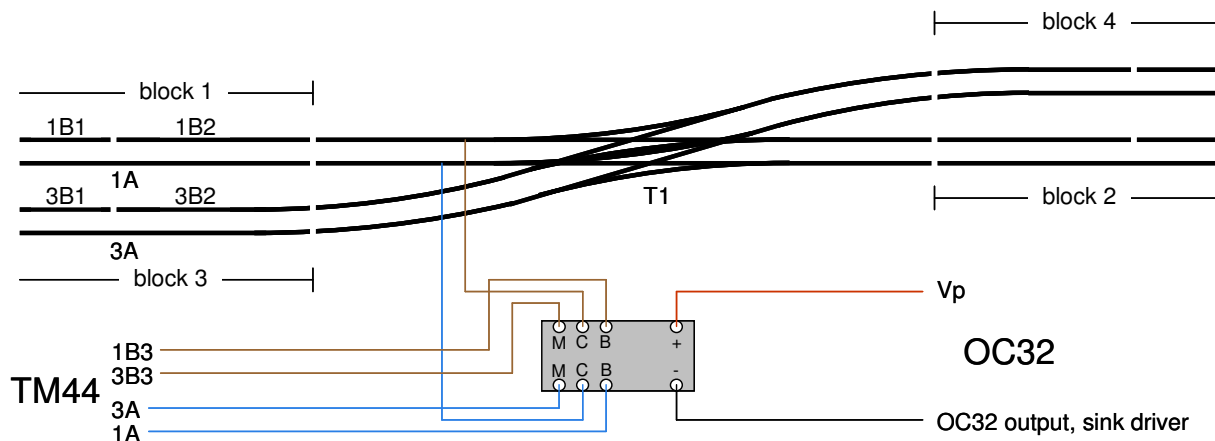 block 4
block 1
1B1 1B2
1A
3B1 3B2
T1
block 2
3A
block 3
Vp
M C B +
OC32
1B3
3B3
TM44
M C B -
3A
1A
OC32 output, sink driver